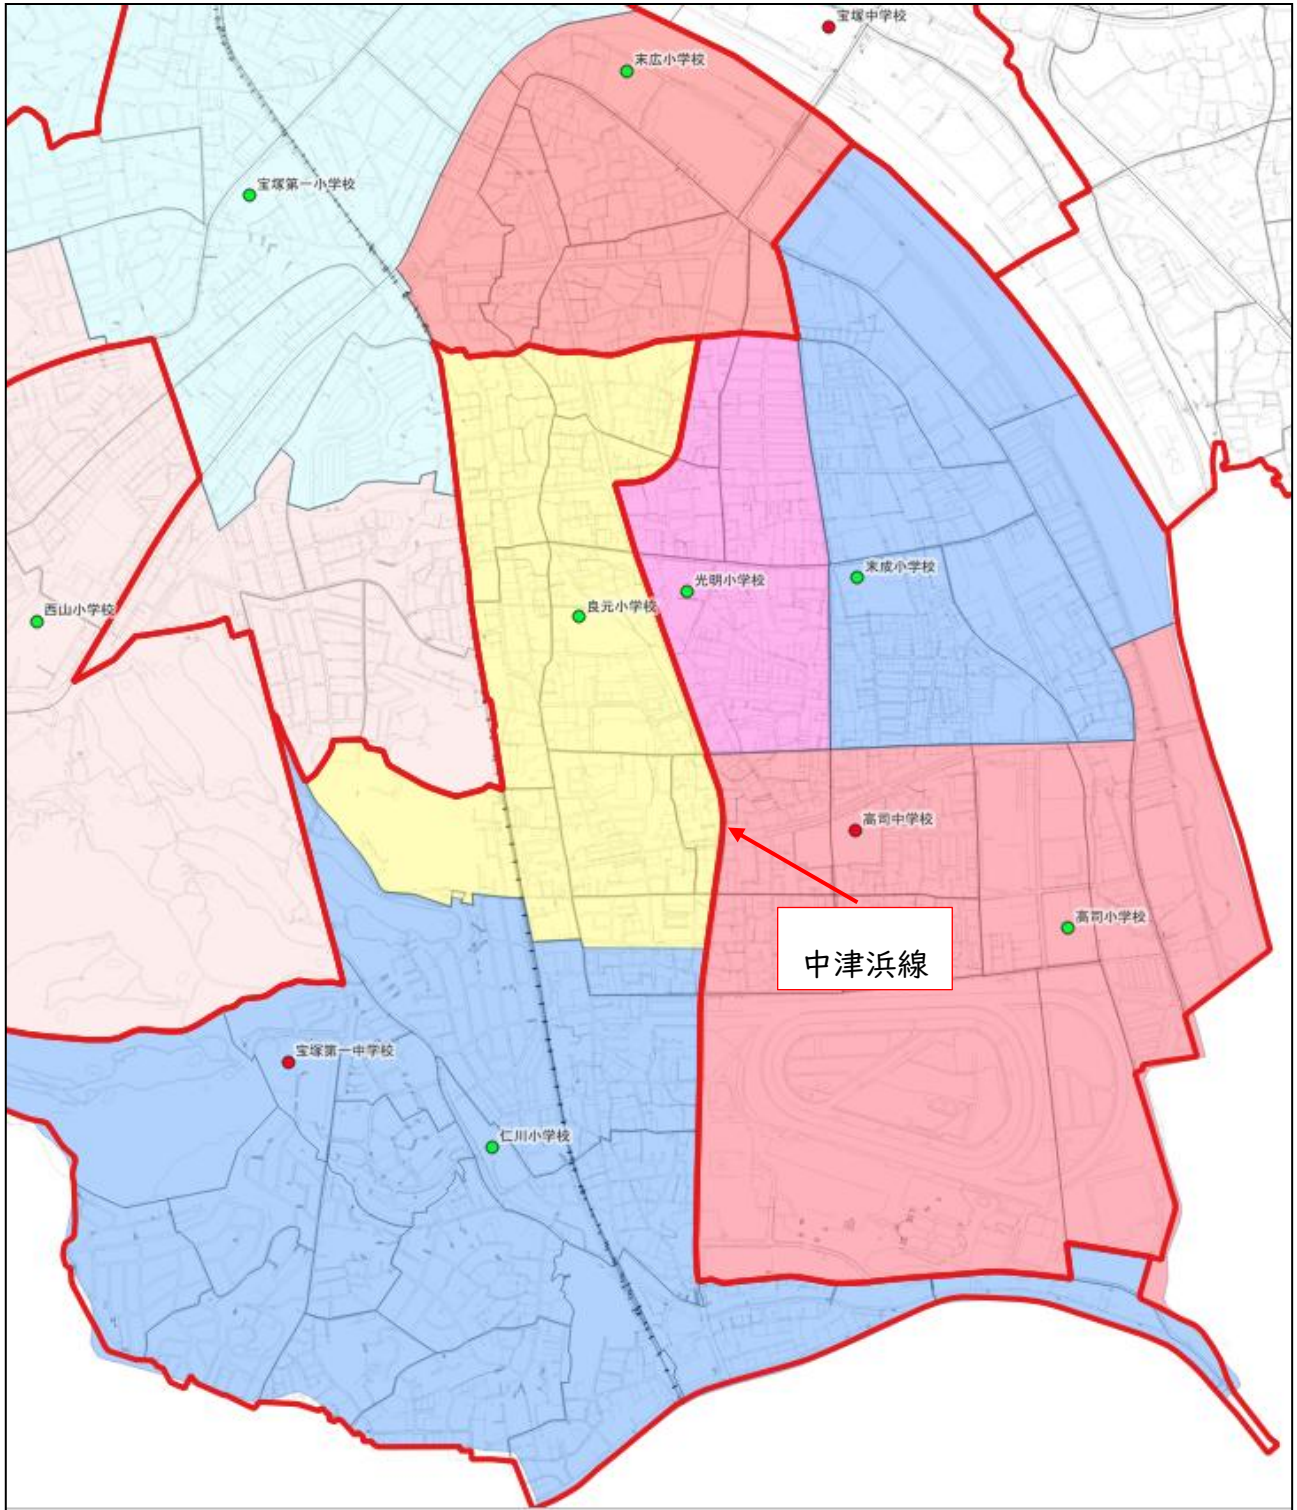 宝塚中学校
末広小学校
宝塚第一小学校
末成小学校
光明小学校
良元小学校
西山小学校
高司中学校
高司小学校
中津浜線
宝塚第一中学校
仁川小学校